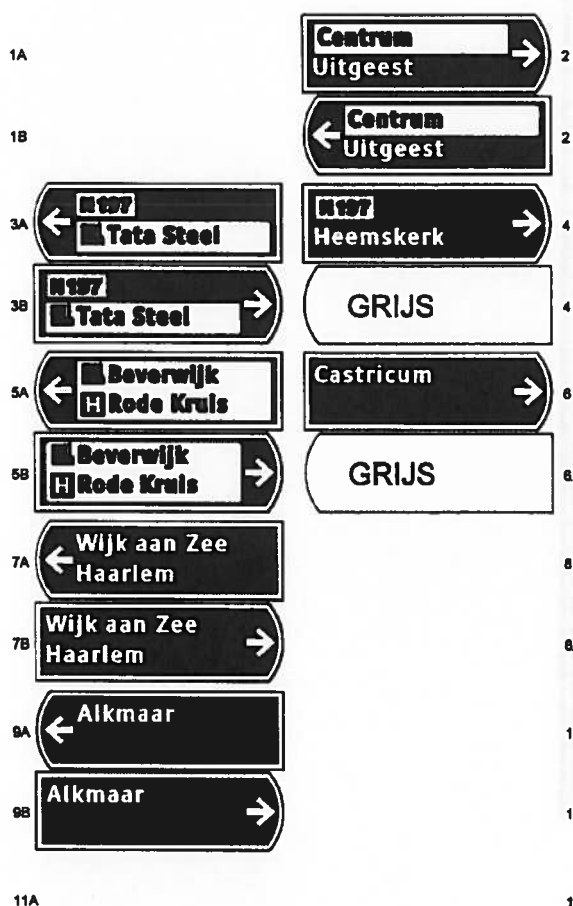 1A
Centrum
Uitgeest
2
1B
Centrum
Uitgeest
2
3A
N197
Tata Steel
N197
Heemskerk
4
3B
N197
Tata Steel
GRIJS
4
5A
Beverwijk
H Rode Kruis
Castricum
6
5B
Beverwijk
H Rode Kruis
GRIJS
6
7A
Wijk aan Zee
Haarlem
8
7B
Wijk aan Zee
Haarlem
8
9A
Alkmaar
1
9B
Alkmaar
1
11A
1